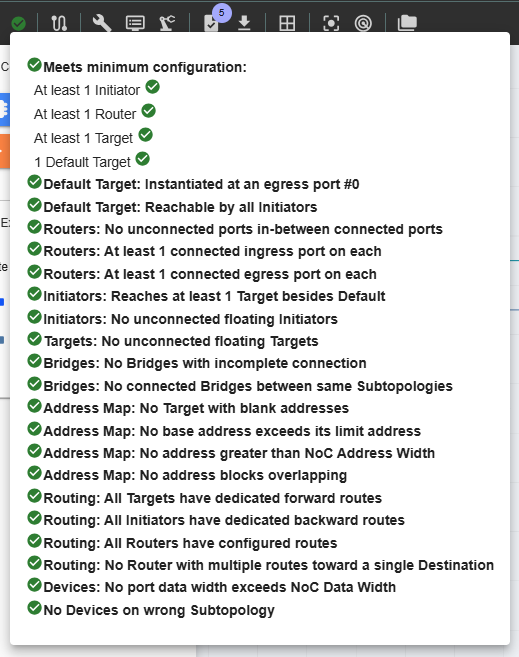 5
Meets minimum configuration:
At least 1 Initiator
At least 1 Router
At least 1 Target
1 Default Target
Default Target: Instantiated at an egress port #0
Default Target: Reachable by all Initiators
Routers: No unconnected ports in-between connected ports
Routers: At least 1 connected ingress port on each
Routers: At least 1 connected egress port on each
Initiators: Reaches at least 1 Target besides Default
Initiators: No unconnected floating Initiators
Targets: No unconnected floating Targets
Bridges: No Bridges with incomplete connection
Bridges: No connected Bridges between same Subtopologies
Address Map: No Target with blank addresses
Address Map: No base address exceeds its limit address
Address Map: No address greater than NoC Address Width
Address Map: No address blocks overlapping
Routing: All Targets have dedicated forward routes
Routing: All Initiators have dedicated backward routes
Routing: All Routers have configured routes
Routing: No Router with multiple routes toward a single Destination
Devices: No port data width exceeds NoC Data Width
No Devices on wrong Subtopology